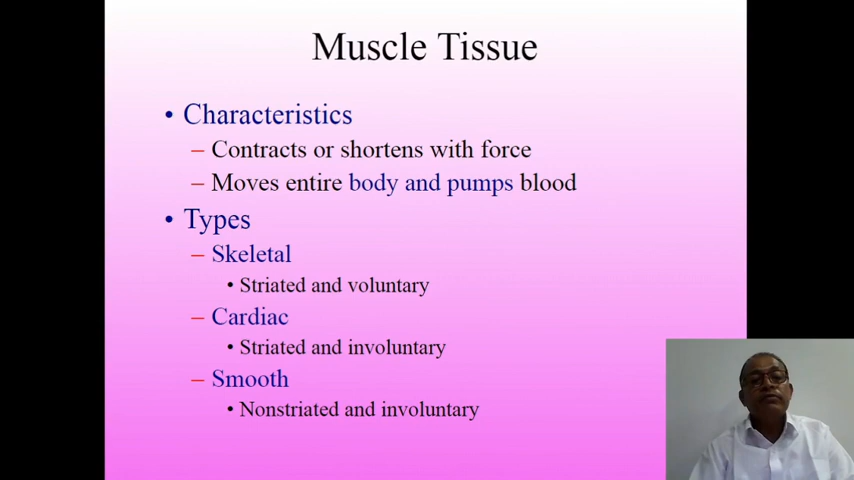 Muscle Tissue
• Characteristics
– Contracts or shortens with force
– Moves entire body and pumps blood
• Types
– Skeletal
• Striated and voluntary
– Cardiac
• Striated and involuntary
– Smooth
• Nonstriated and involuntary